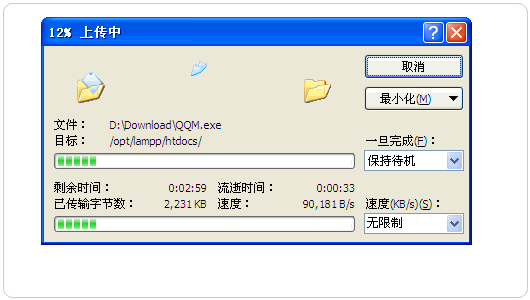 12% 上传中
取消
最小化(M)
文件： D:\Download\QQM.exe
目标： /opt/lampp/htdocs/
一旦完成(F)：
保持待机
剩余时间： 0:02:59 流逝时间： 0:00:33
已传输字节数： 2,231 KB 速度： 90,181 B/s
速度(KB/s)(S)：
无限制